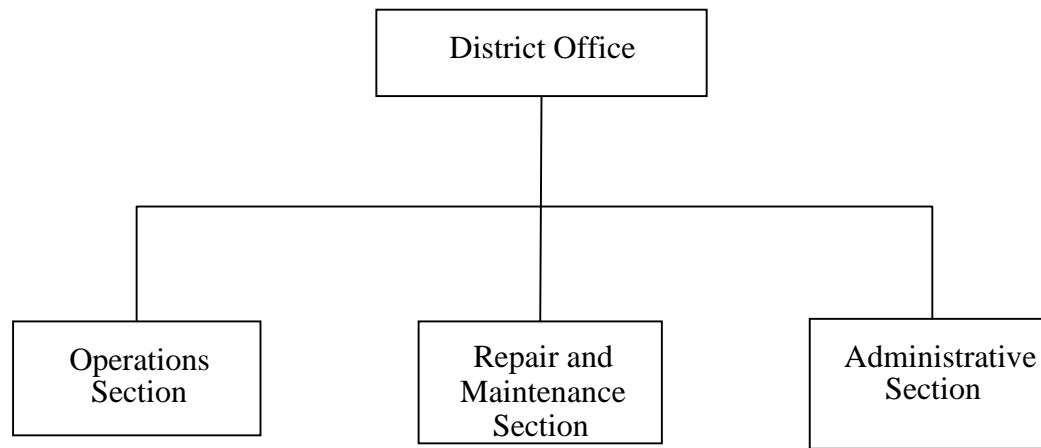 District Office
Operations
Section
Repair and
Maintenance
Section
Administrative
Section